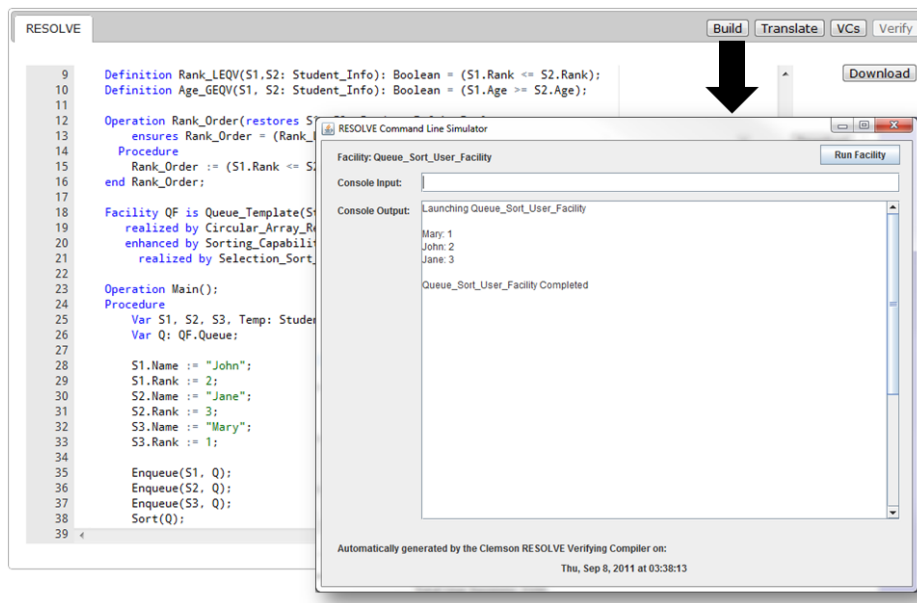 RESOLVE
Build Translate VCs Verify
Download
9 Definition Rank_LEQV(S1,S2: Student_Info): Boolean = (S1.Rank <= S2.Rank);
10 Definition Age_GEQV(S1, S2: Student_Info): Boolean = (S1.Age >= S2.Age);
11
12 Operation Rank_Order(restores
13 ensures Rank_Order =
14 Procedure
15 Rank_Order := (S1.Rank <=
16 end Rank_Order;
17
18 Facility QF is
19 realized by
20 enhanced by
21 realized by
22
23 Operation Main();
24 Procedure
25 Var S1, S2, S3, Temp:
26 Var Q: QF.Queue;
27
28 S1.Name := "John";
29 S1.Rank := 2;
30 S2.Name := "Jane";
31 S2.Rank := 3;
32 S3.Name := "Mary";
33 S3.Rank := 1;
34
35 Enqueue(S1, Q);
36 Enqueue(S2, Q);
37 Enqueue(S3, Q);
38 Sort(Q);
39
RESOLVE Command Line Simulator
Facility: Queue_Sort_User_Facility
Run Facility
Console Input:
Console Output:
Launching Queue_Sort_User_Facility
Mary: 1
John: 2
Jane: 3
Queue_Sort_User_Facility Completed
Automatically generated by the Clemson RESOLVE Verifying Compiler on:
Thu, Sep 8, 2011 at 03:38:13